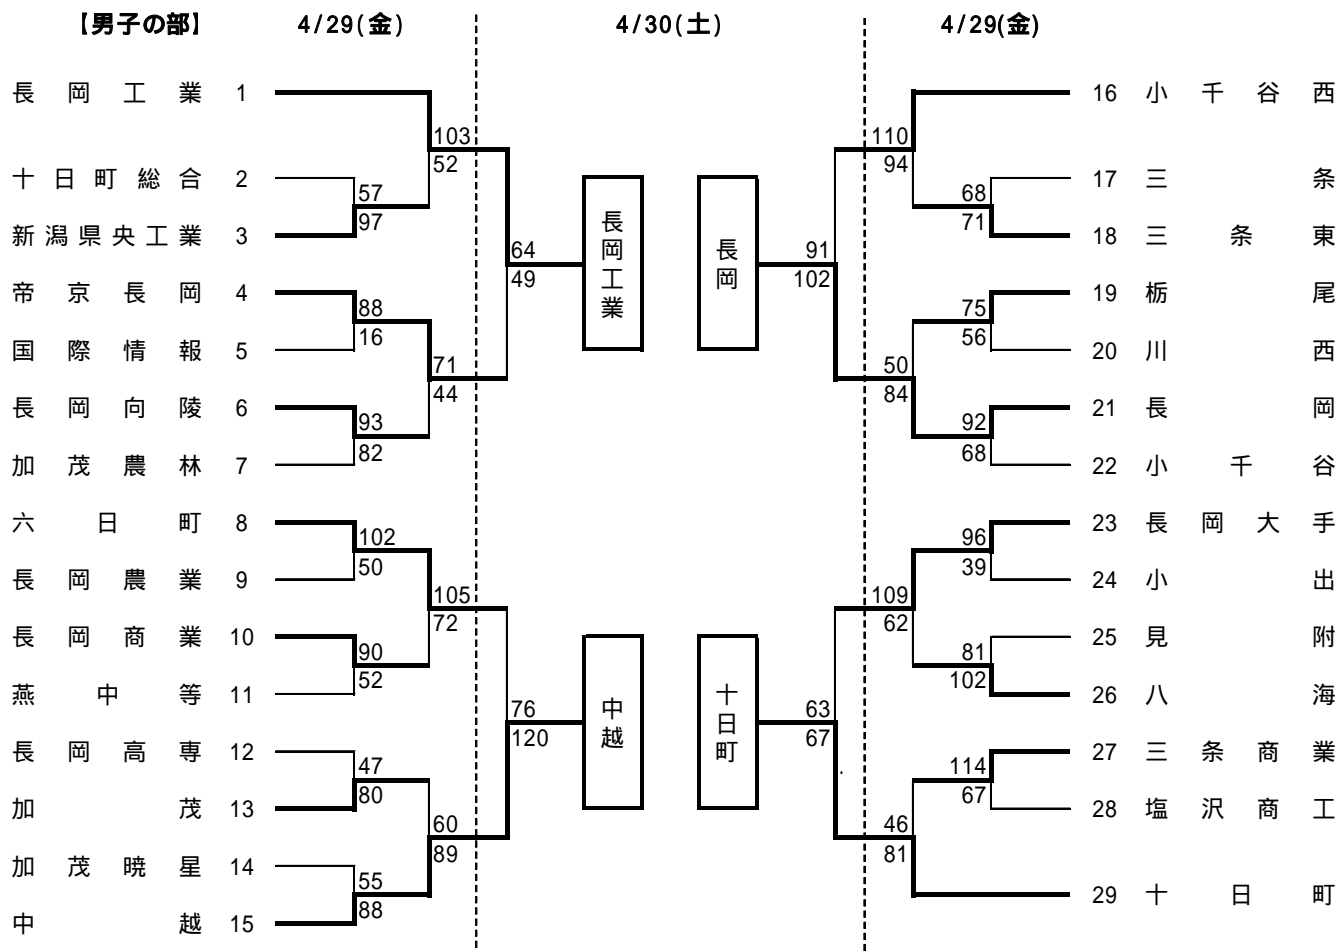 【男子の部】 4/29(金) 4/30(土) 4/29(金)
長岡工業 1
103
52
十日町総合 2
57
97
新潟県央工業 3
64
49
帝京長岡 4
88
16
国際情報 5
71
44
長岡向陵 6
93
82
加茂農林 7
六日町 8
102
50
長岡農業 9
105
72
長岡商業 10
90
52
燕中等 11
76
120
長岡高専 12
47
80
加茂 13
60
89
加茂暁星 14
55
88
中越 15
長岡工業
中越
長岡
十日町
16 小千谷西
110
94
17 三条
68
71
18 三条東
91
102
19 栃尾
75
56
20 川西
50
84
21 長岡
92
68
22 小千谷
23 長岡大手
96
39
24 小出
109
62
25 見附
81
102
26 八海
63
67
27 三条商業
114
67
28 塩沢商工
46
81
29 十日町